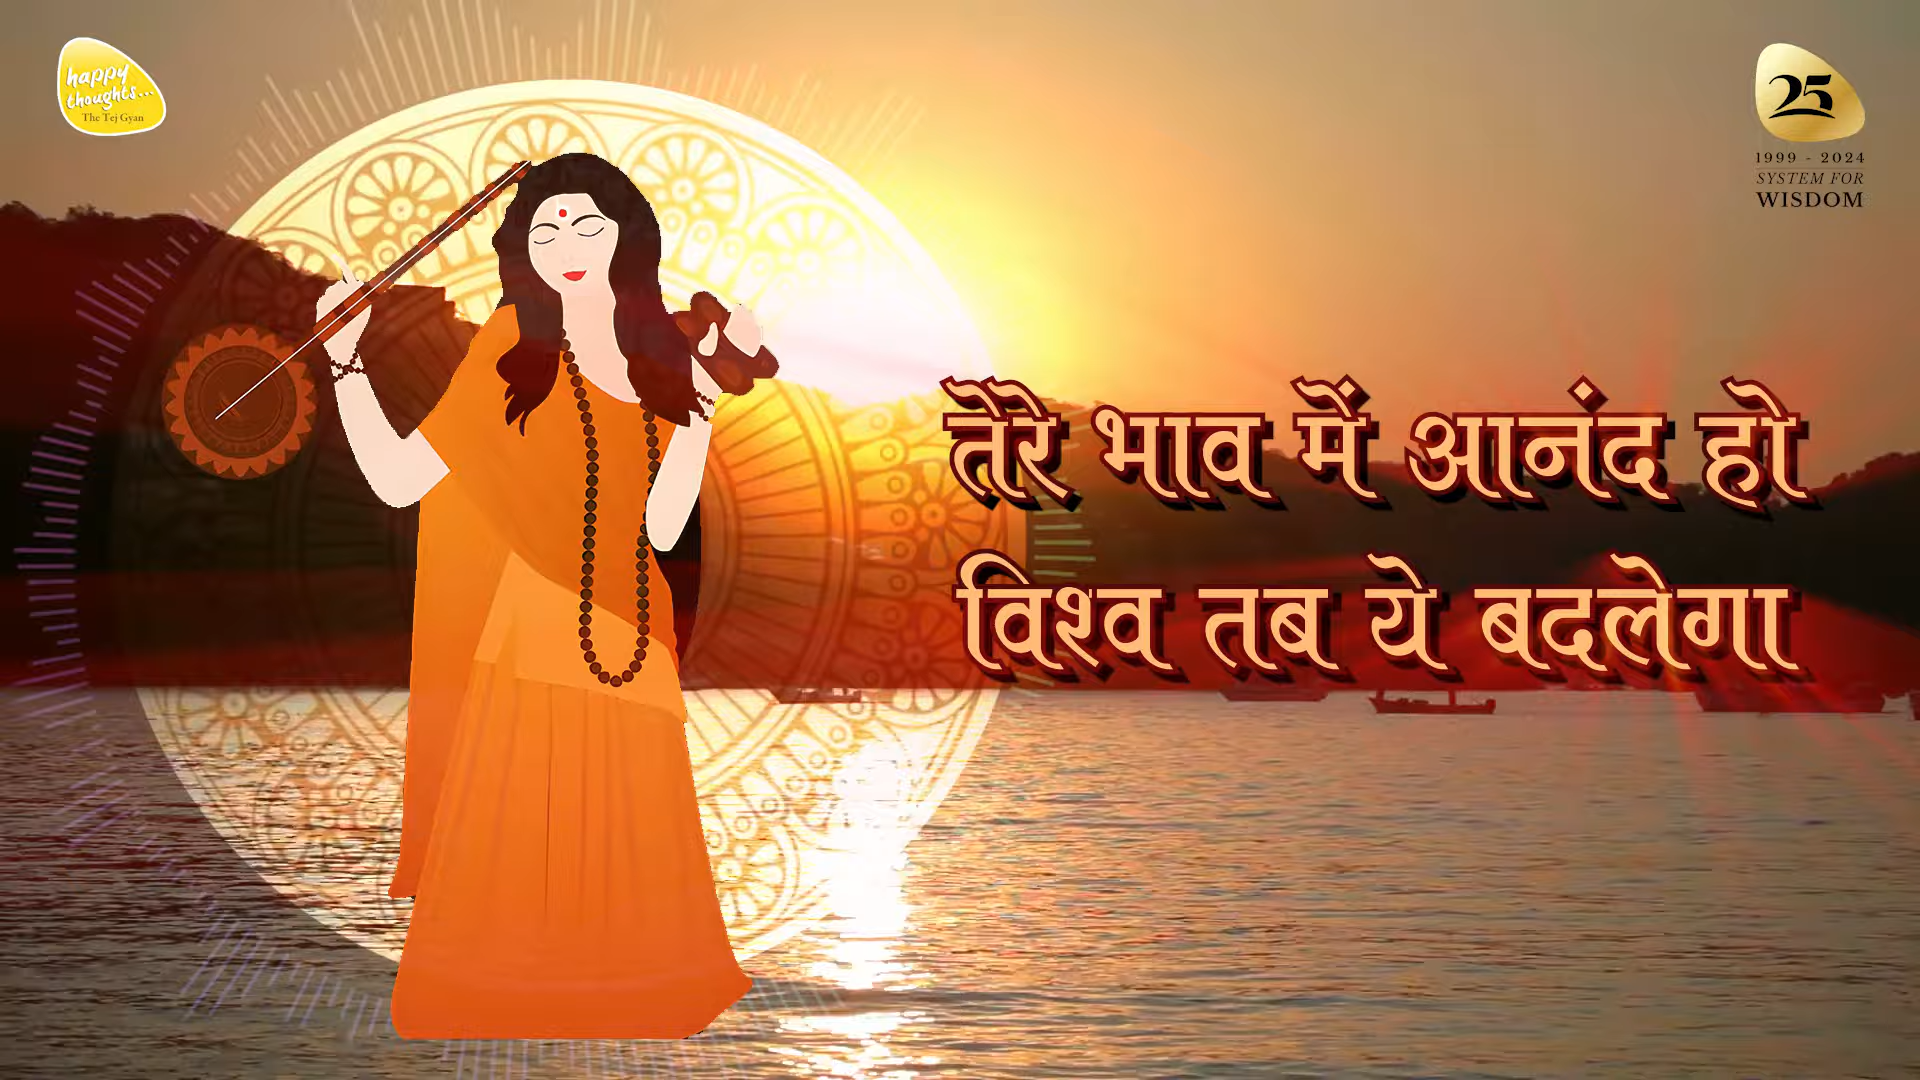 happy
thoughts...
The Tej Gyan
25
1999 - 2024
SYSTEM FOR
WISDOM
तेरे भाव में आनंद हो
विश्व तब ये बदलेगा